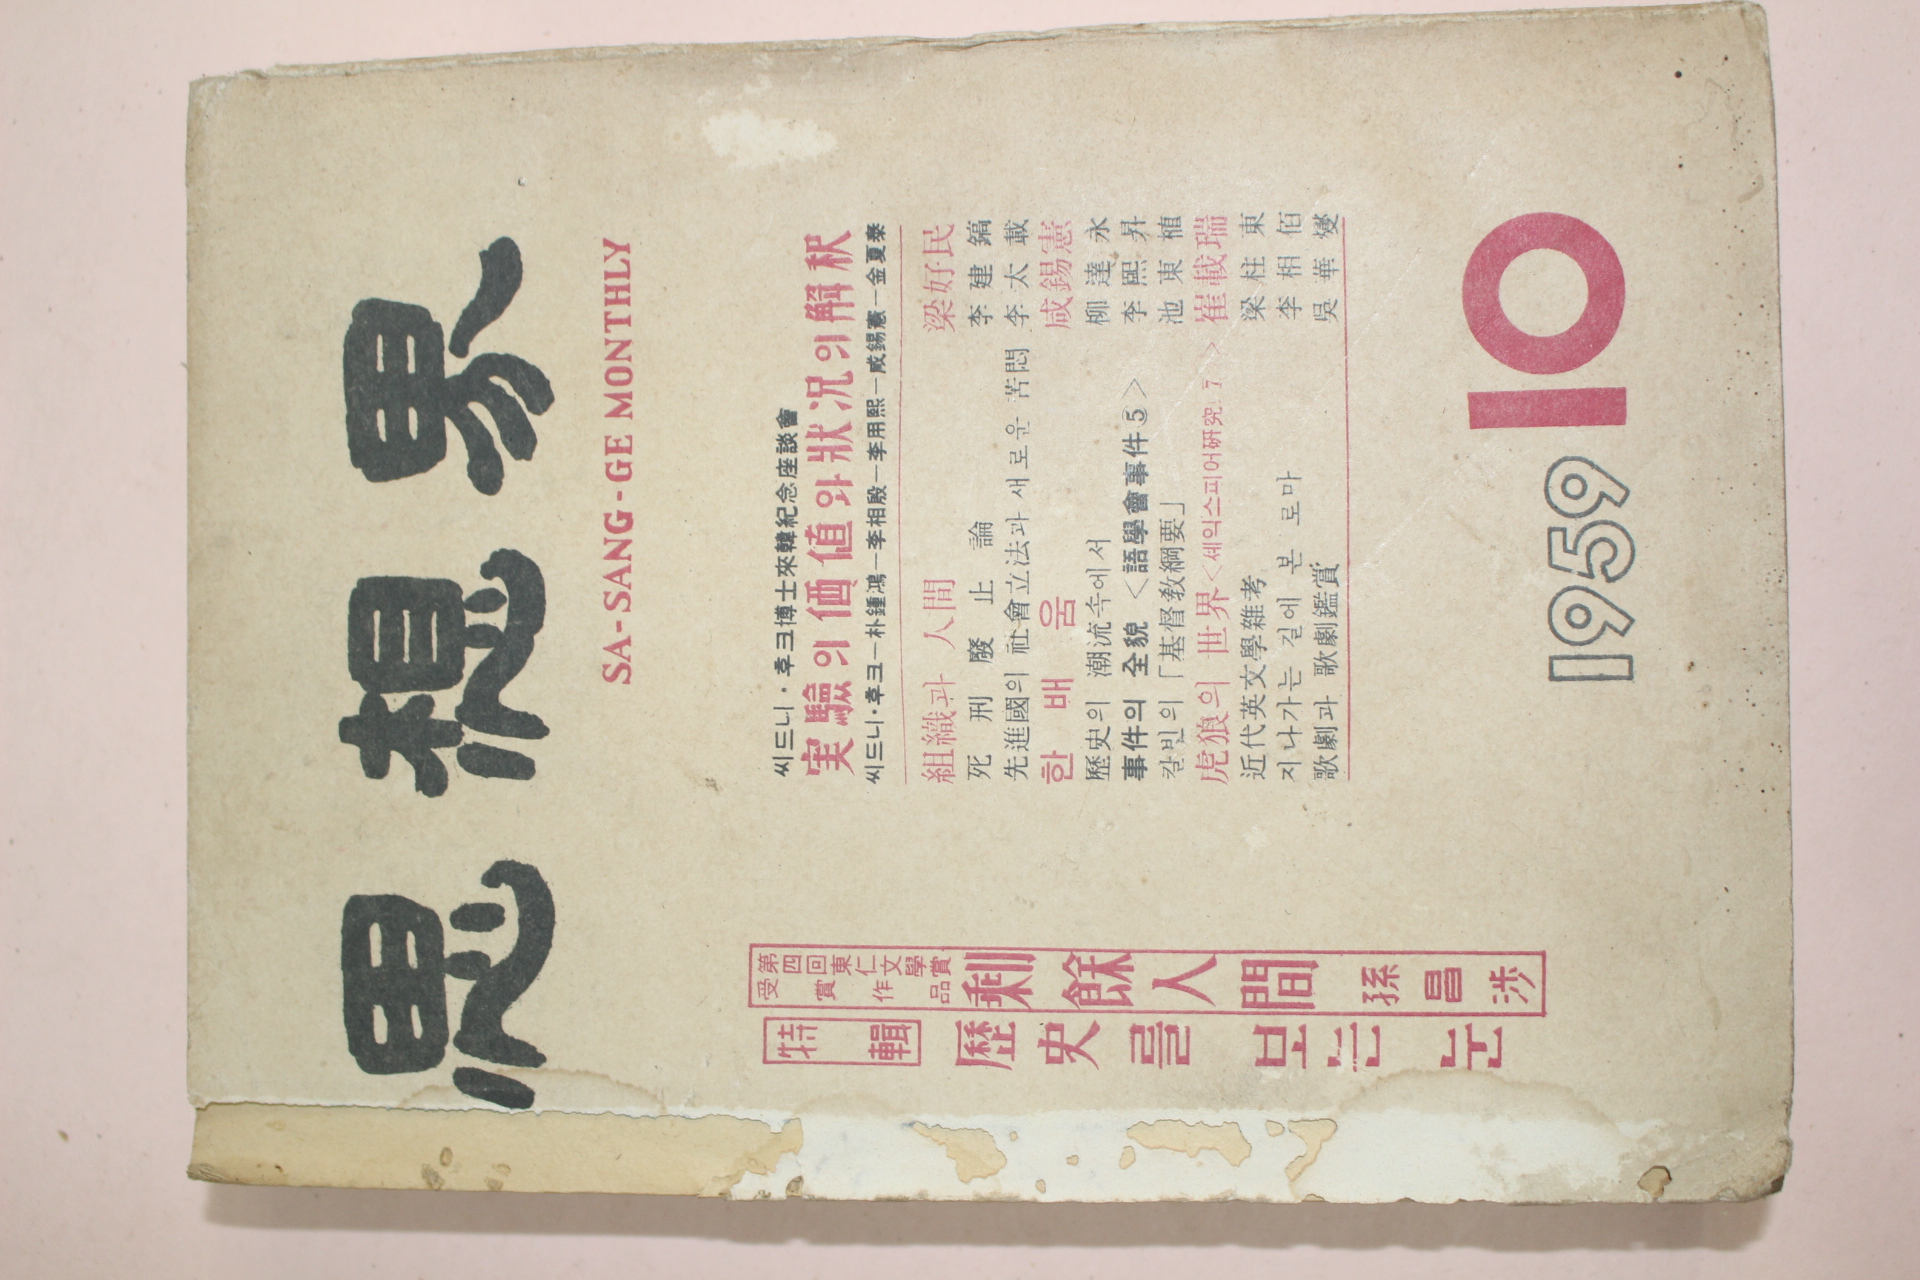 思想界
SA-SANG-GE MONTHLY
씨드니·후크博士來韓紀念座談會
実驗의 価値와 狀况의 解釈
씨드니·후크―朴鍾鴻―李相殷―李用熙―咸錫憲―金夏泰
組織과 人間 梁好民
死刑廢止論 李建鎬
先進國의 社會立法과 새로운 苦悶 李太載
한배움 咸錫憲
歷史의 潮流속에서 柳達永
事件의 全貌 <語學會事件⑤> 李熙昇
칼빈의「基督敎綱要」 池東植
虎狼의 世界<세익스피어硏究 7> 崔載瑞
近代英文學雜考 梁柱東
지나가는 길에 본 로마 李相佰
歌劇과 歌劇鑑賞 吳華燮
第四回東仁文學賞
受賞作品
剩餘人間 孫昌涉
特輯 歷史를 보는 눈
1959
10